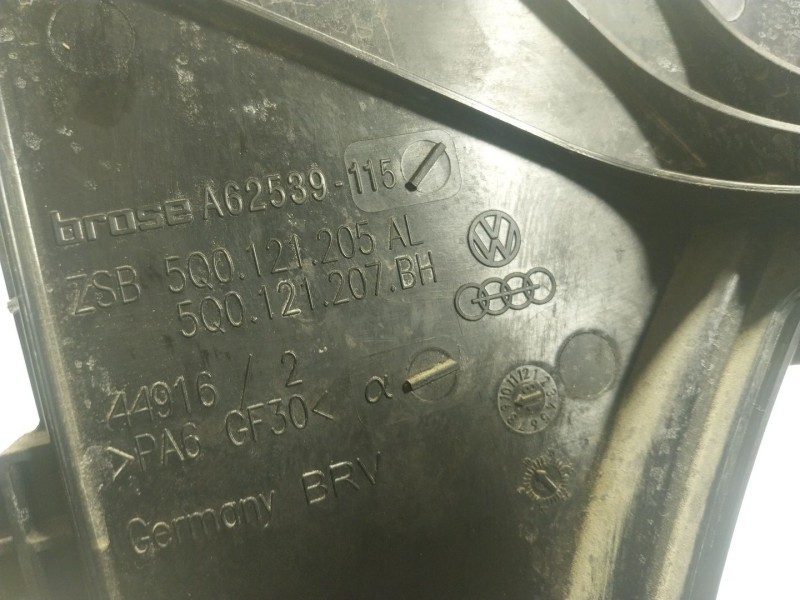 brose A62539-115
ZSB 5Q0.121.205 AL
5Q0.121.207.BH
44916 / 2 α
>PA6 GF30<
Germany BRV